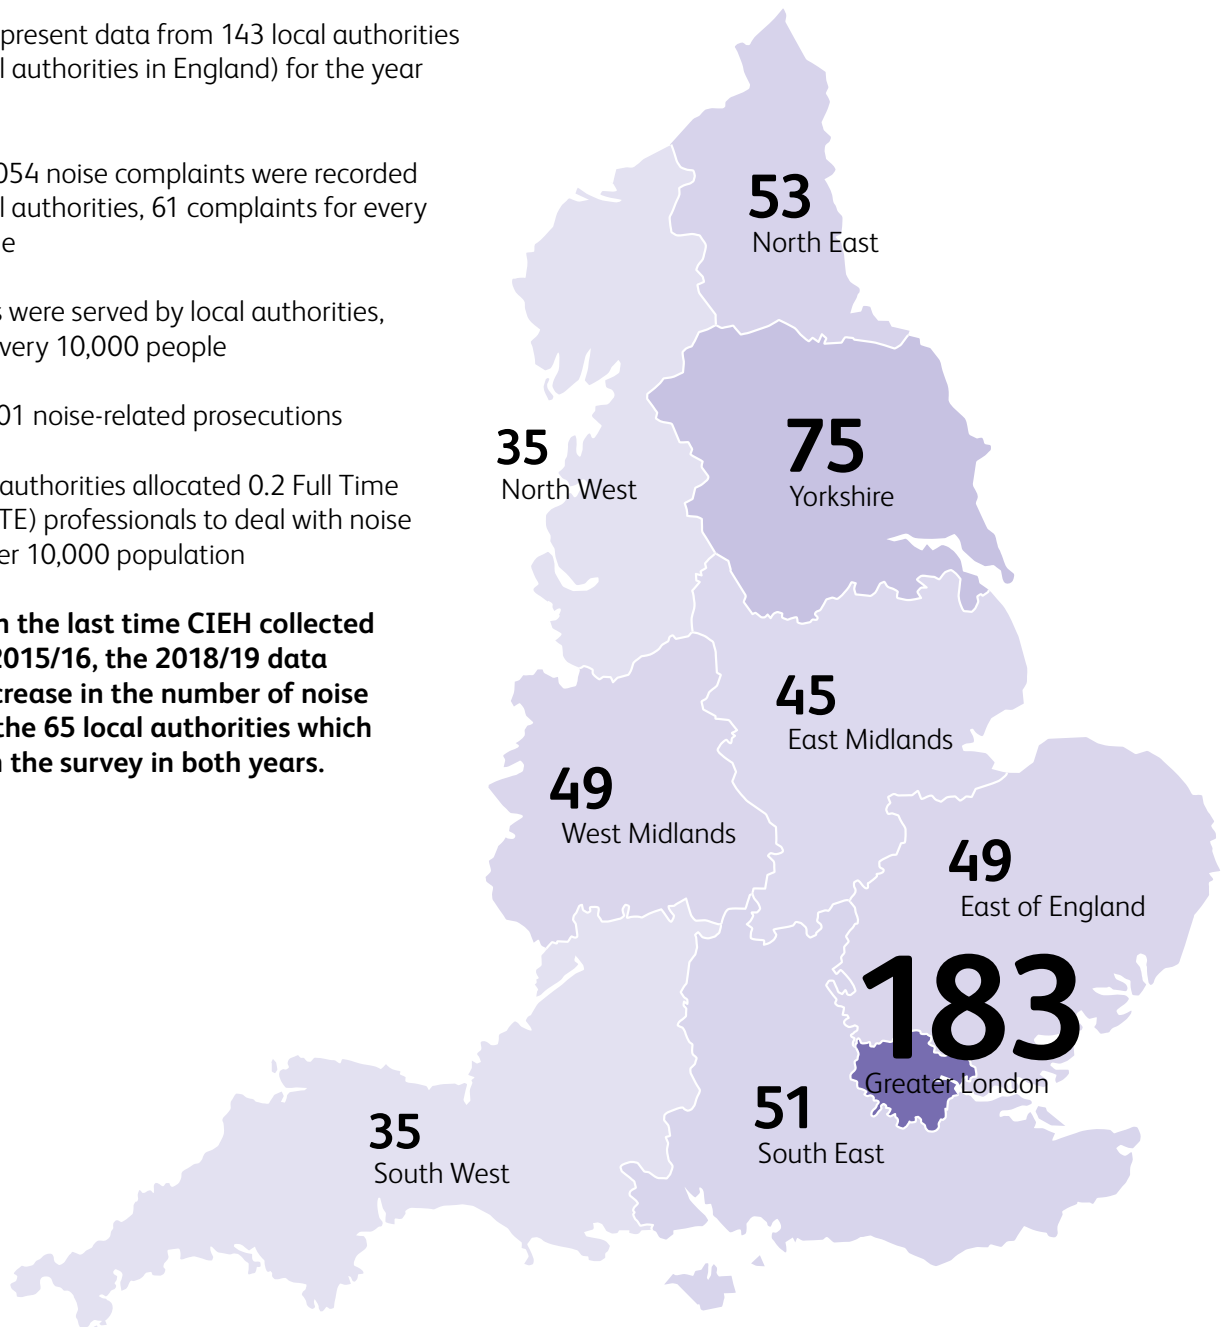 present data from 143 local authorities
l authorities in England) for the year
054 noise complaints were recorded
l authorities, 61 complaints for every
e
s were served by local authorities,
very 10,000 people
01 noise-related prosecutions
authorities allocated 0.2 Full Time
TE) professionals to deal with noise
er 10,000 population
n the last time CIEH collected
2015/16, the 2018/19 data
crease in the number of noise
the 65 local authorities which
n the survey in both years.
53
North East
35
North West
75
Yorkshire
45
East Midlands
49
West Midlands
49
East of England
183
Greater London
51
South East
35
South West